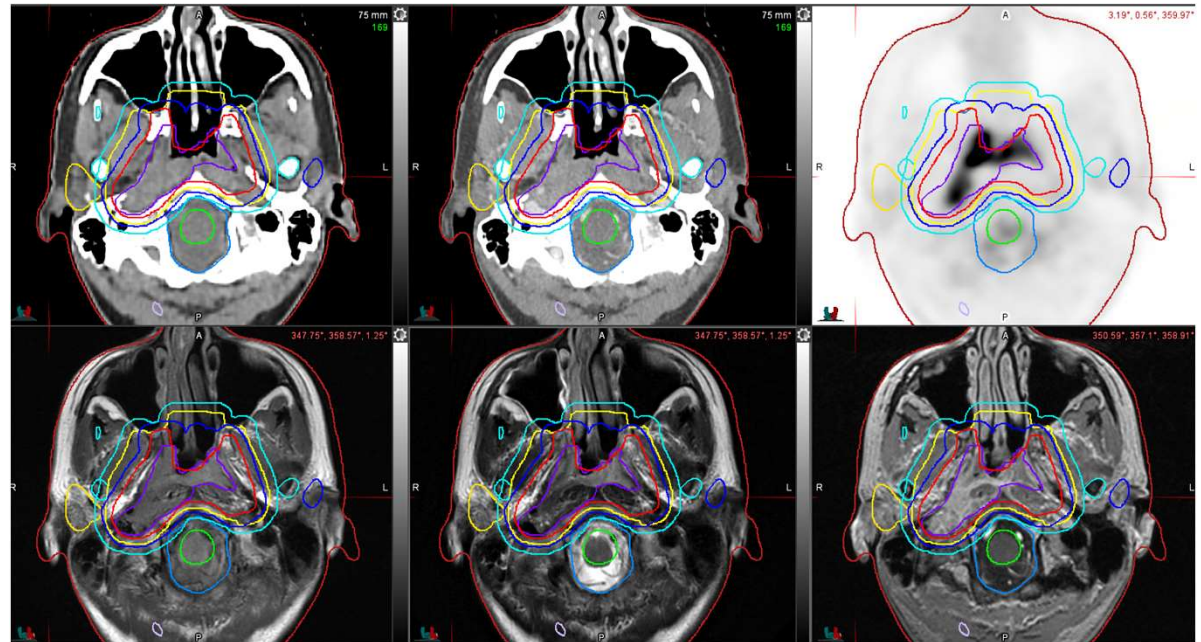 A
75 mm
169
R
P
A
75 mm
169
L
P
A
3.19°, 0.56°, 359.97°
R
L
P
A
347.75°, 358.57°, 1.25°
R
P
A
347.75°, 358.57°, 1.25°
L
P
A
350.59°, 357.1°, 358.91°
R
L
P